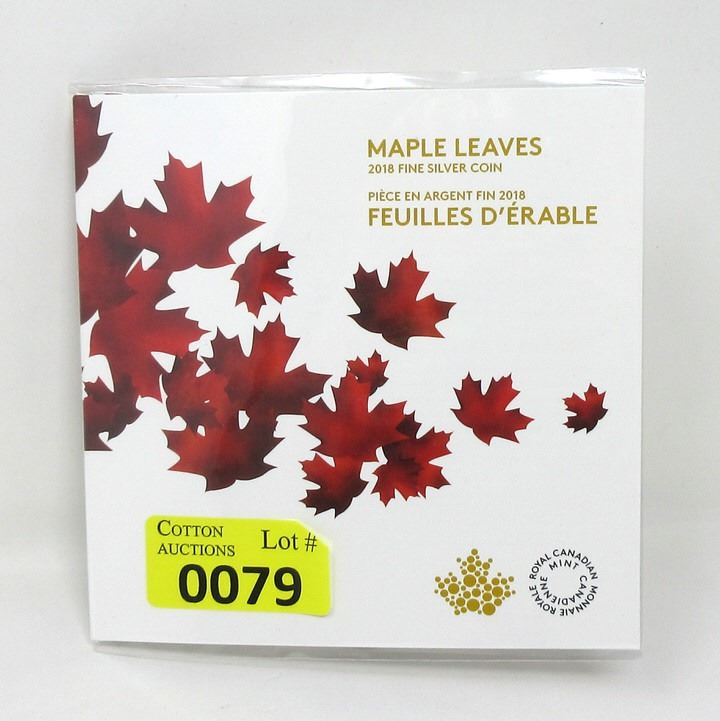 MAPLE LEAVES
2018 FINE SILVER COIN
PIÈCE EN ARGENT FIN 2018
FEUILLES D'ÉRABLE
COTTON
AUCTIONS
Lot #
0079
ROYAL CANADIAN MINT
MONNAIE ROYALE CANADIENNE